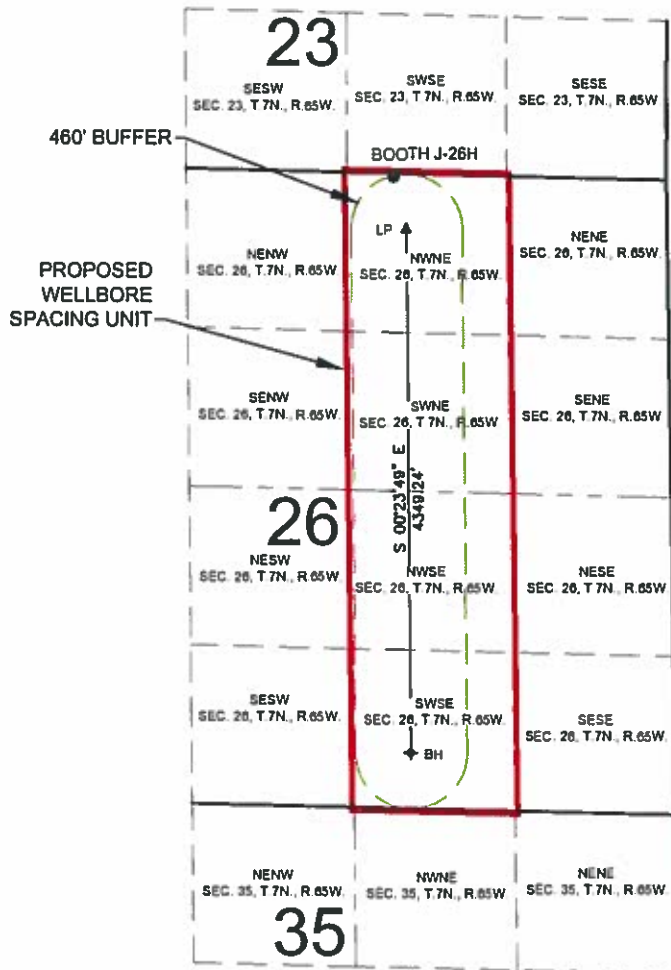 23
SESW
SEC. 23, T.7N., R.65W.
SWSE
SEC. 23, T.7N., R.65W.
SESE
SEC. 23, T.7N., R.65W.
460' BUFFER
BOOTH J-26H
LP
NENW
SEC. 26, T.7N., R.65W.
NWNE
SEC. 26, T.7N., R.65W.
NENE
SEC. 26, T.7N., R.65W.
PROPOSED
WELLBORE
SPACING UNIT
SENW
SEC. 26, T.7N., R.65W.
SWNE
SEC. 26, T.7N., R.65W.
SENE
SEC. 26, T.7N., R.65W.
S 00°23'49" E
4349.24'
26
NESW
SEC. 26, T.7N., R.65W.
NWSE
SEC. 26, T.7N., R.65W.
NESE
SEC. 26, T.7N., R.65W.
SESW
SEC. 26, T.7N., R.65W.
SWSE
SEC. 26, T.7N., R.65W.
SESE
SEC. 26, T.7N., R.65W.
BH
NENW
SEC. 35, T.7N., R.65W.
NWNE
SEC. 35, T.7N., R.65W.
NENE
SEC. 35, T.7N., R.65W.
35